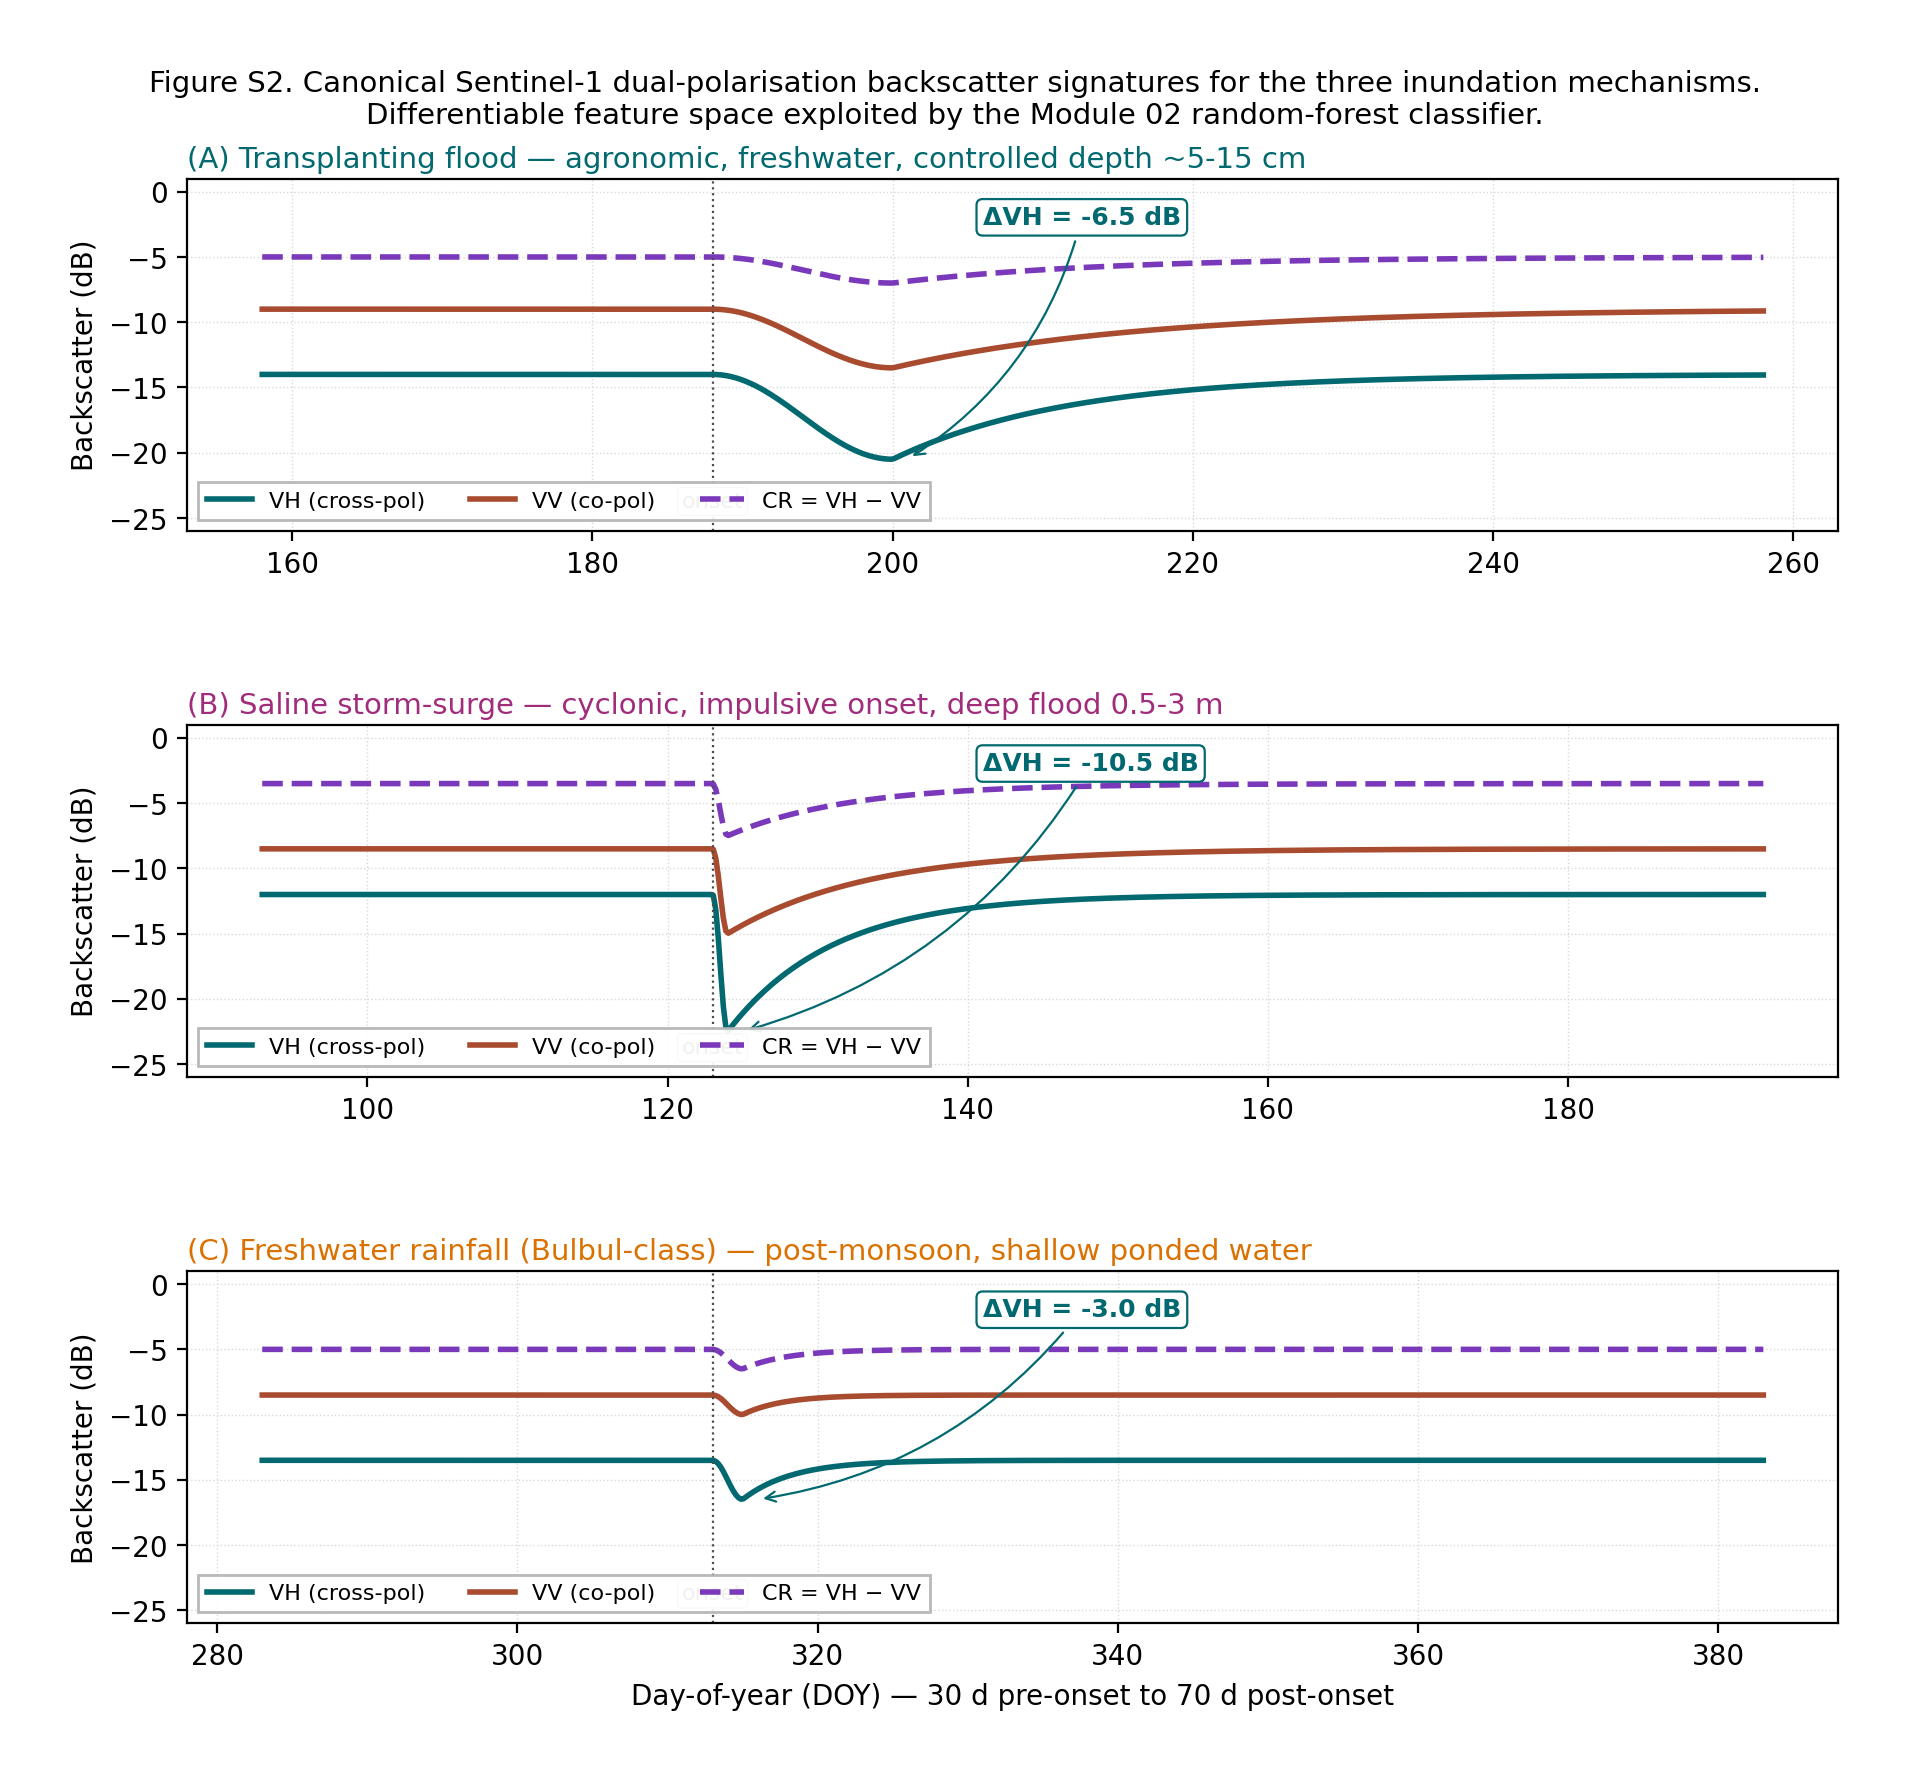 Figure S2. Canonical Sentinel-1 dual-polarisation backscatter signatures for the three inundation mechanisms.
Differentiable feature space exploited by the Module 02 random-forest classifier.
(A) Transplanting flood — agronomic, freshwater, controlled depth ~5-15 cm
Backscatter (dB)
0
−5
−10
−15
−20
−25
ΔVH = -6.5 dB
VH (cross-pol) VV (co-pol) CR = VH − VV
160 180 200 220 240 260
(B) Saline storm-surge — cyclonic, impulsive onset, deep flood 0.5-3 m
Backscatter (dB)
0
−5
−10
−15
−20
−25
ΔVH = -10.5 dB
VH (cross-pol) VV (co-pol) CR = VH − VV
100 120 140 160 180
(C) Freshwater rainfall (Bulbul-class) — post-monsoon, shallow ponded water
Backscatter (dB)
0
−5
−10
−15
−20
−25
ΔVH = -3.0 dB
VH (cross-pol) VV (co-pol) CR = VH − VV
280 300 320 340 360 380
Day-of-year (DOY) — 30 d pre-onset to 70 d post-onset